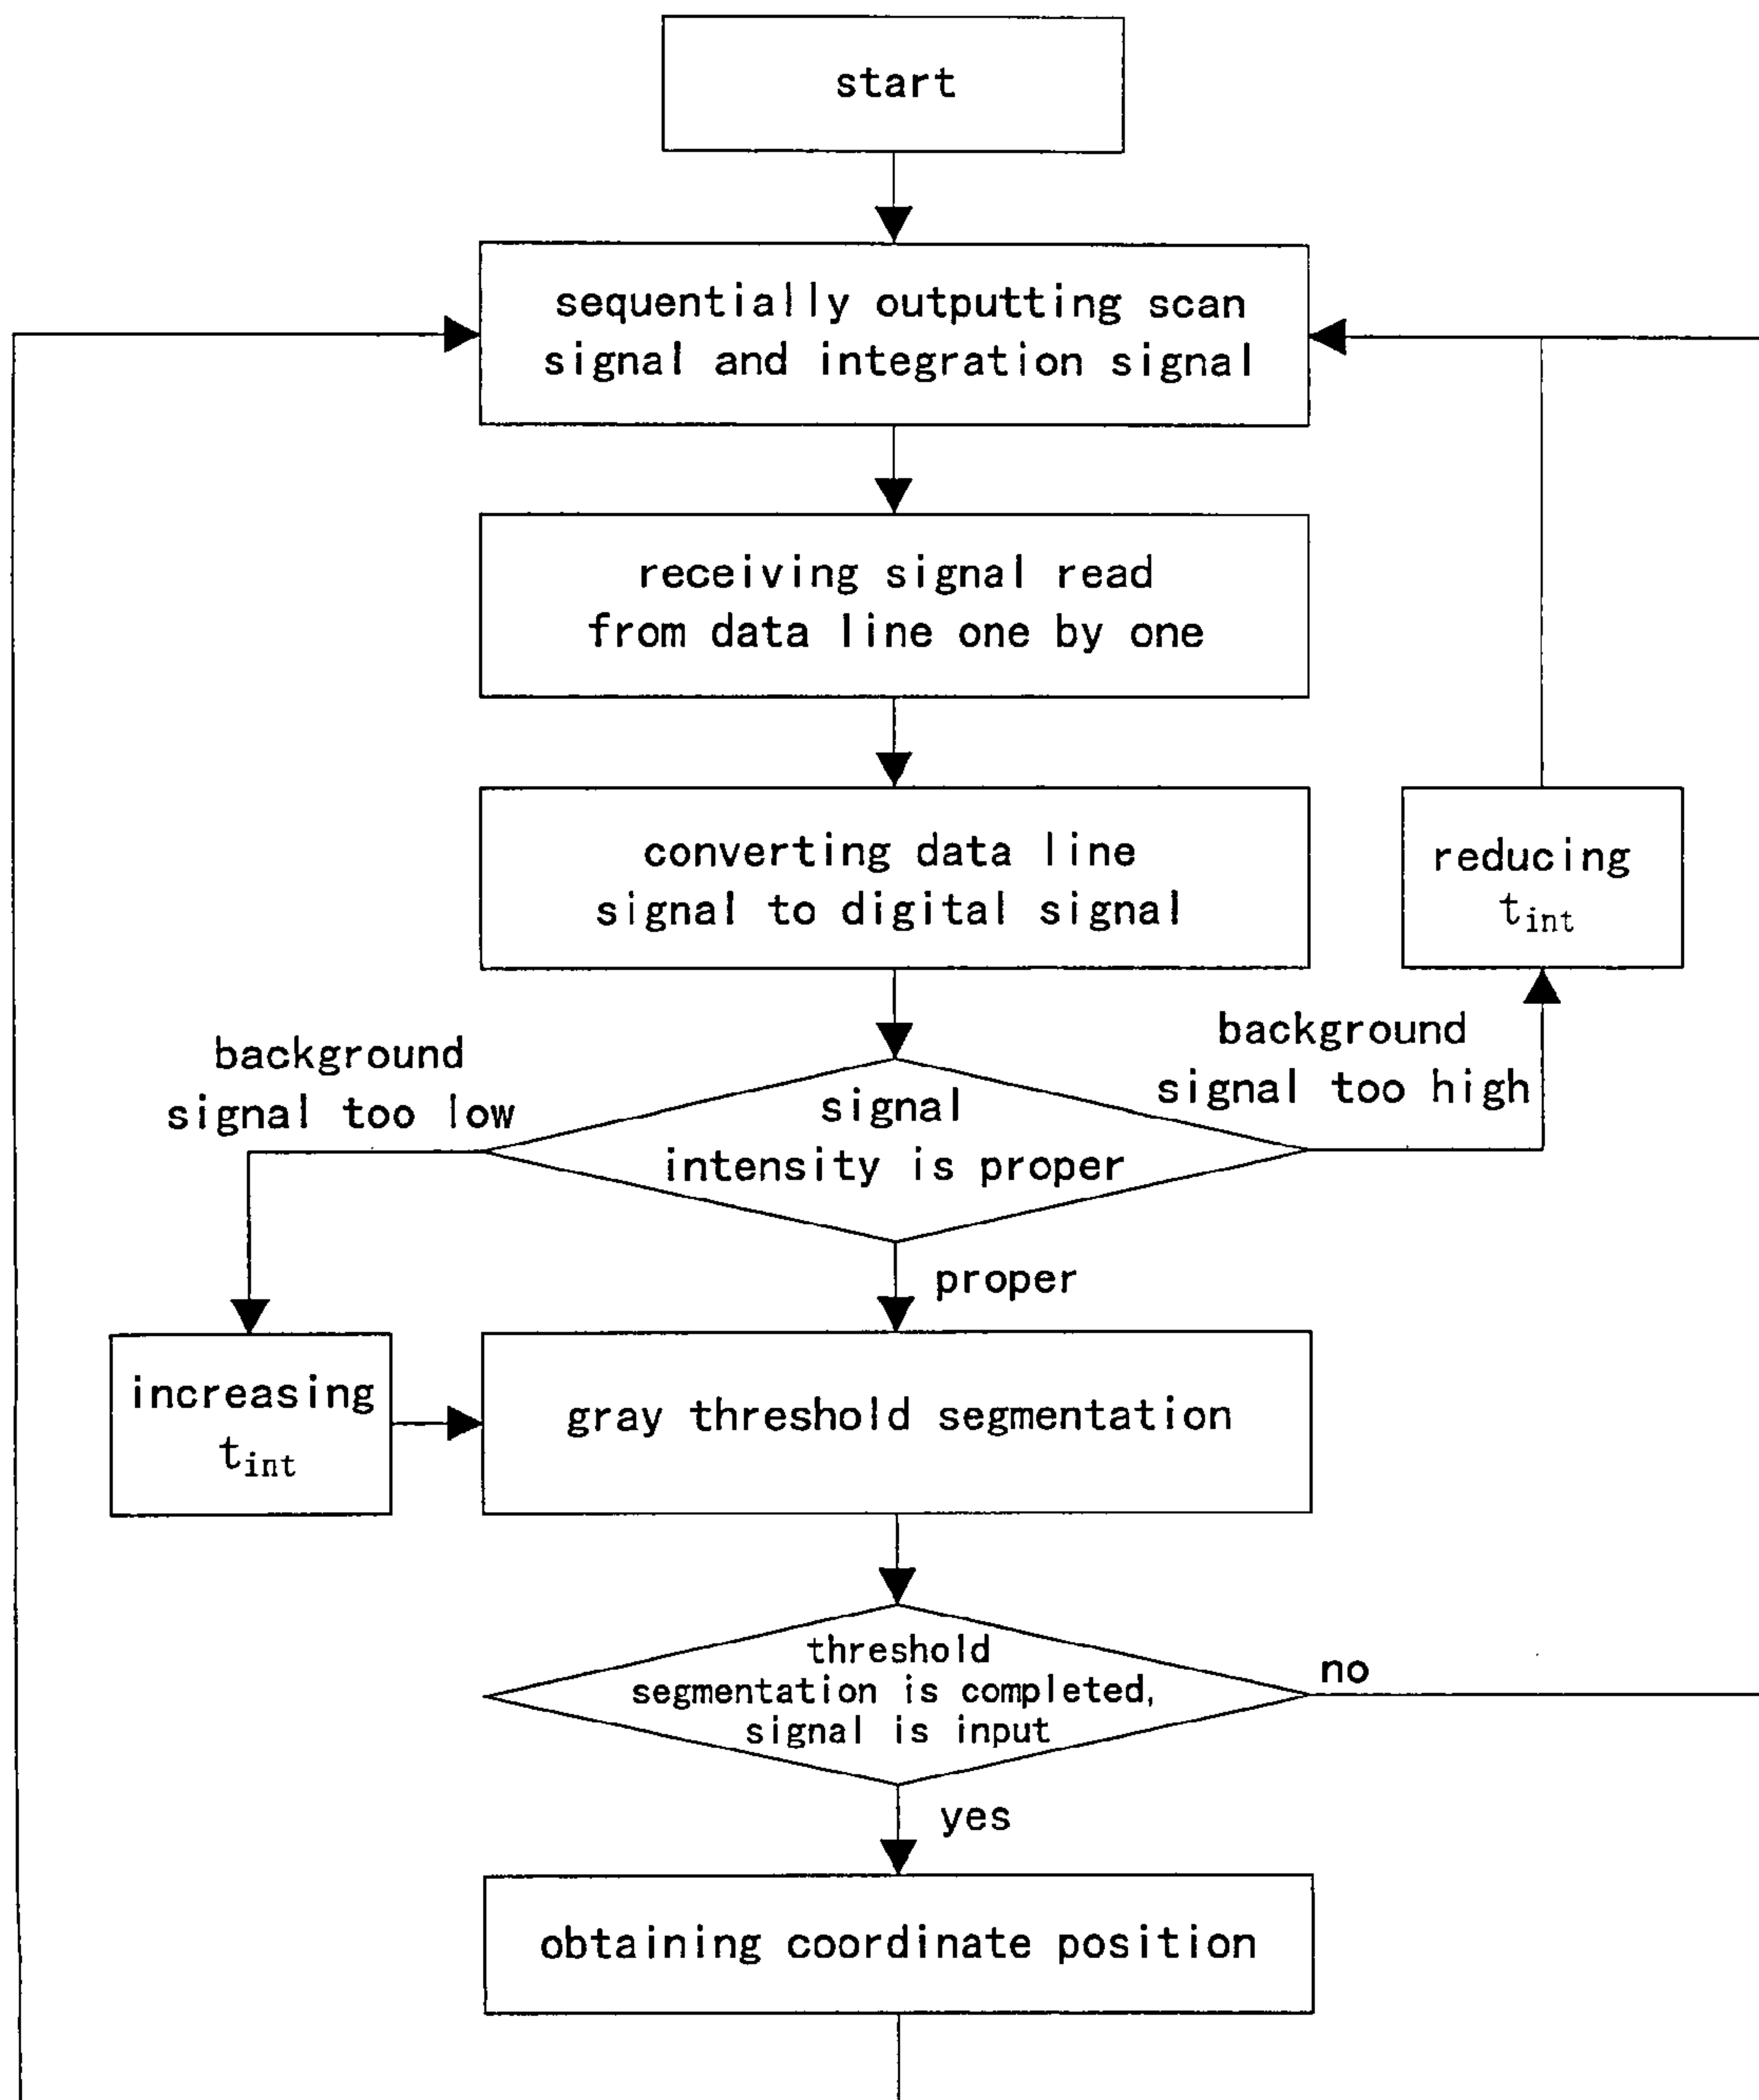 start
sequentially outputting scan
signal and integration signal
receiving signal read
from data line one by one
converting data line
signal to digital signal
reducing
t_int
background
signal too low
background
signal too high
signal
intensity is proper
proper
increasing
t_int
gray threshold segmentation
threshold
segmentation is completed,
signal is input
no
yes
obtaining coordinate position